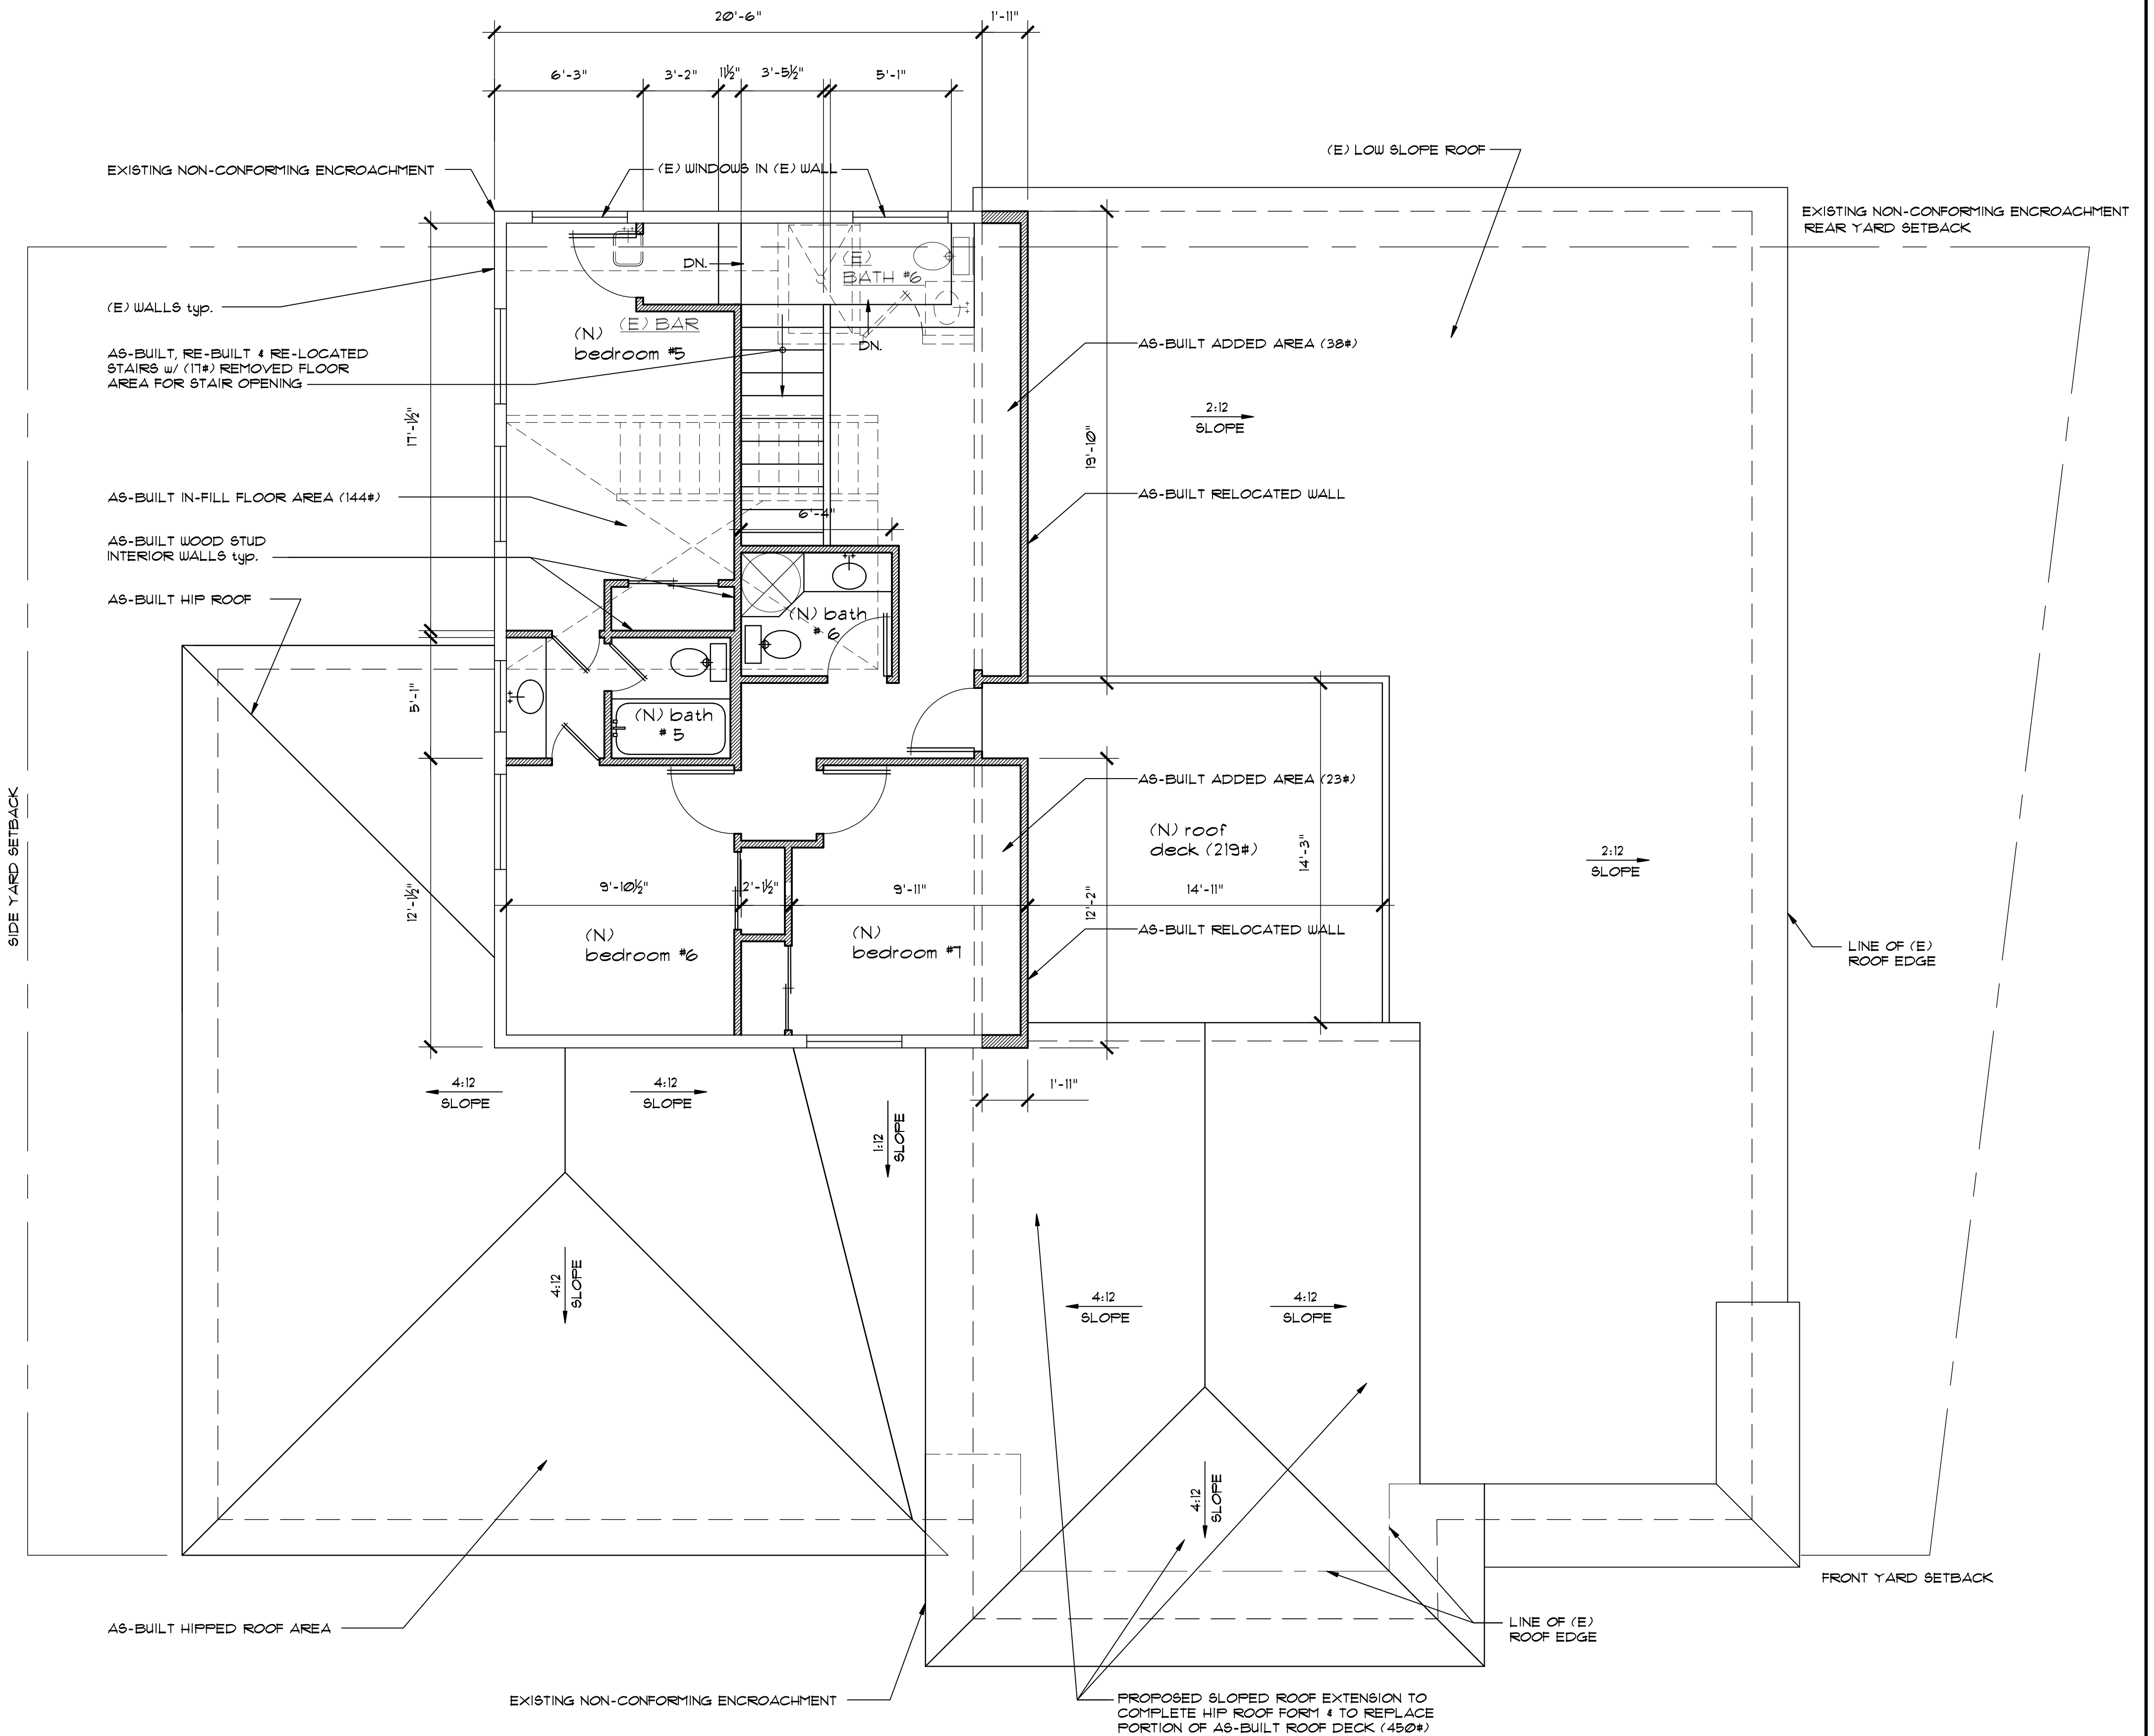 20'-6"
1'-11"
6'-3"
3'-2"
11½"
3'-5½"
5'-1"
EXISTING NON-CONFORMING ENCROACHMENT
(E) WINDOWS IN (E) WALL
(E) LOW SLOPE ROOF
EXISTING NON-CONFORMING ENCROACHMENT
REAR YARD SETBACK
DN.
(E)
BATH #6
(E) WALLS typ.
(N)
bedroom #5
(E) BAR
DN.
AS-BUILT ADDED AREA (38#)
AS-BUILT, RE-BUILT & RE-LOCATED
STAIRS w/ (17#) REMOVED FLOOR
AREA FOR STAIR OPENING
2:12
SLOPE
17'-1½"
19'-10"
AS-BUILT IN-FILL FLOOR AREA (144#)
AS-BUILT RELOCATED WALL
6'-4"
AS-BUILT WOOD STUD
INTERIOR WALLS typ.
AS-BUILT HIP ROOF
(N) bath
# 6
5'-1"
(N) bath
# 5
AS-BUILT ADDED AREA (23#)
(N) roof
deck (219#)
14'-3"
2:12
SLOPE
SIDE YARD SETBACK
12'-1½"
9'-10½"
2'-1½"
9'-11"
12'-2"
14'-11"
(N)
bedroom #6
(N)
bedroom #7
AS-BUILT RELOCATED WALL
LINE OF (E)
ROOF EDGE
4:12
SLOPE
4:12
SLOPE
1'-11"
1:12
SLOPE
4:12
SLOPE
4:12
SLOPE
4:12
SLOPE
4:12
SLOPE
FRONT YARD SETBACK
AS-BUILT HIPPED ROOF AREA
LINE OF (E)
ROOF EDGE
EXISTING NON-CONFORMING ENCROACHMENT
PROPOSED SLOPED ROOF EXTENSION TO
COMPLETE HIP ROOF FORM & TO REPLACE
PORTION OF AS-BUILT ROOF DECK (450#)